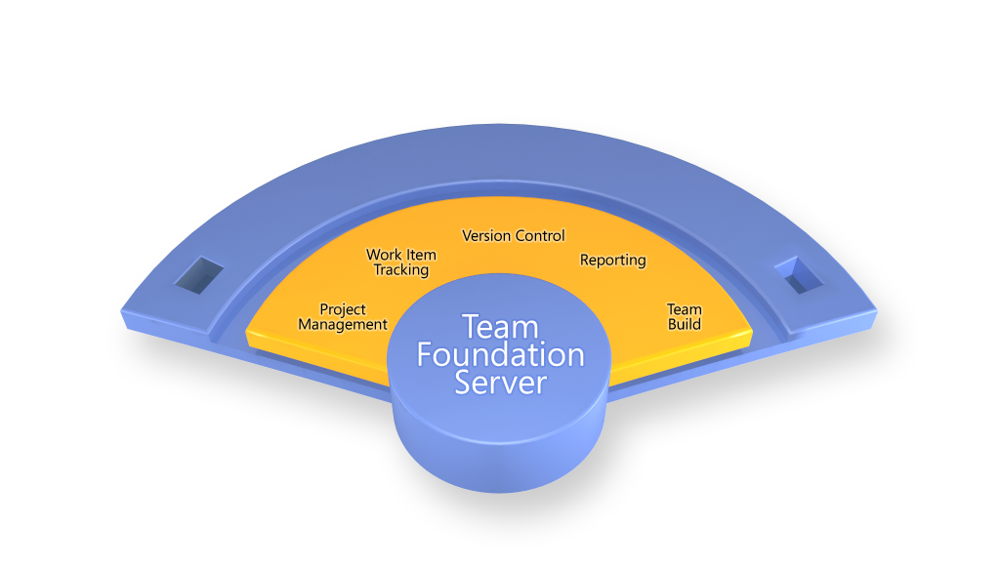 Version Control
Work Item
Tracking
Reporting
Project
Management
Team
Build
Team
Foundation
Server